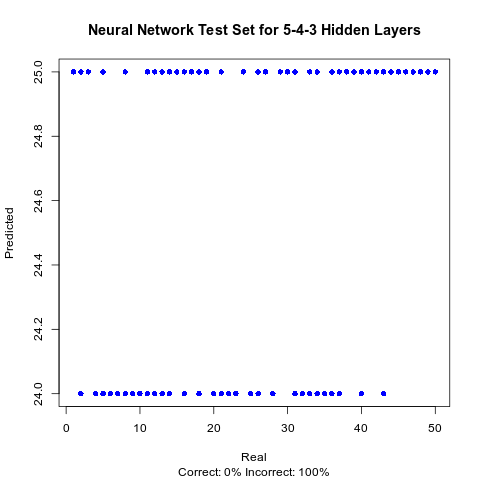 Neural Network Test Set for 5-4-3 Hidden Layers
25.0
24.8
24.6
24.4
24.2
24.0
Predicted
0 10 20 30 40 50
Real
Correct: 0% Incorrect: 100%